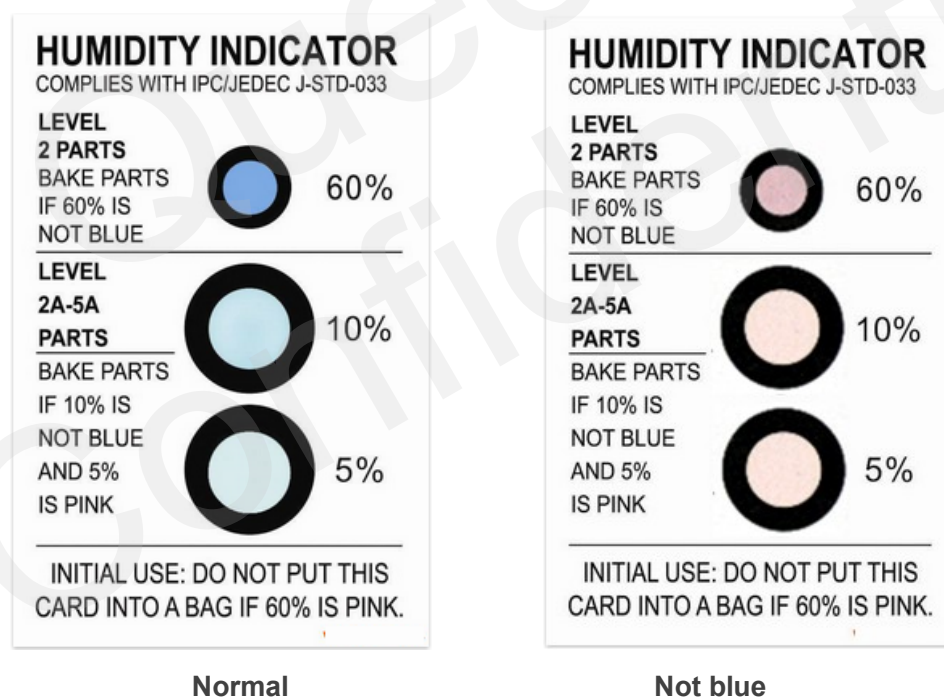 HUMIDITY INDICATOR
COMPLIES WITH IPC/JEDEC J-STD-033
LEVEL
2 PARTS
BAKE PARTS
IF 60% IS
NOT BLUE
60%
LEVEL
2A-5A
PARTS
BAKE PARTS
IF 10% IS
NOT BLUE
AND 5%
IS PINK
10%
5%
INITIAL USE: DO NOT PUT THIS
CARD INTO A BAG IF 60% IS PINK.
Normal
HUMIDITY INDICATOR
COMPLIES WITH IPC/JEDEC J-STD-033
LEVEL
2 PARTS
BAKE PARTS
IF 60% IS
NOT BLUE
60%
LEVEL
2A-5A
PARTS
BAKE PARTS
IF 10% IS
NOT BLUE
AND 5%
IS PINK
10%
5%
INITIAL USE: DO NOT PUT THIS
CARD INTO A BAG IF 60% IS PINK.
Not blue